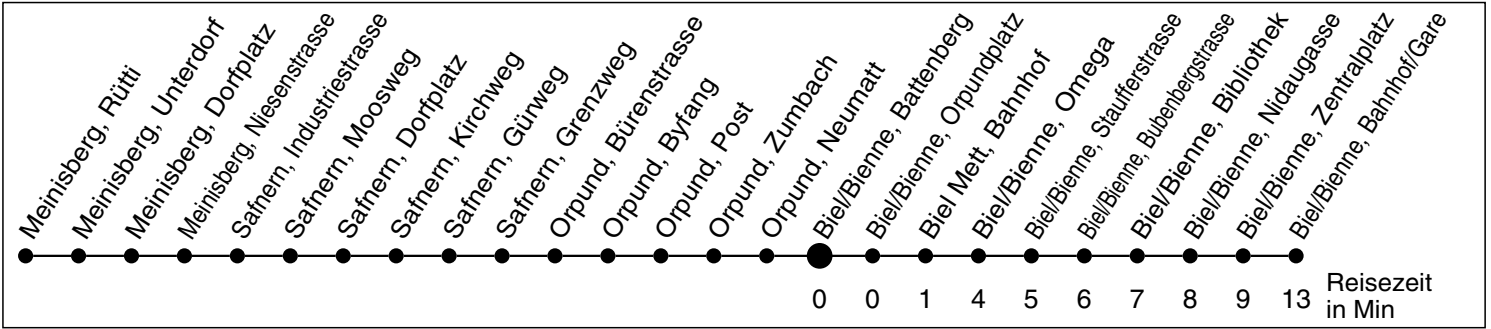 Meinisberg, Rütti
Meinisberg, Unterdorf
Meinisberg, Dorfplatz
Meinisberg, Niesenstrasse
Safnern, Industriestrasse
Safnern, Moosweg
Safnern, Dorfplatz
Safnern, Kirchweg
Safnern, Gürweg
Safnern, Grenzweg
Orpund, Bürenstrasse
Orpund, Byfang
Orpund, Post
Orpund, Zumbach
Orpund, Neumatt
Biel/Bienne, Battenberg
Biel/Bienne, Orpundplatz
Biel Mett, Bahnhof
Biel/Bienne, Omega
Biel/Bienne, Staufferstrasse
Biel/Bienne, Bubenbergstrasse
Biel/Bienne, Bibliothek
Biel/Bienne, Nidaugasse
Biel/Bienne, Zentralplatz
Biel/Bienne, Bahnhof/Gare
0 0 1 4 5 6 7 8 9 13
Reisezeit
in Min